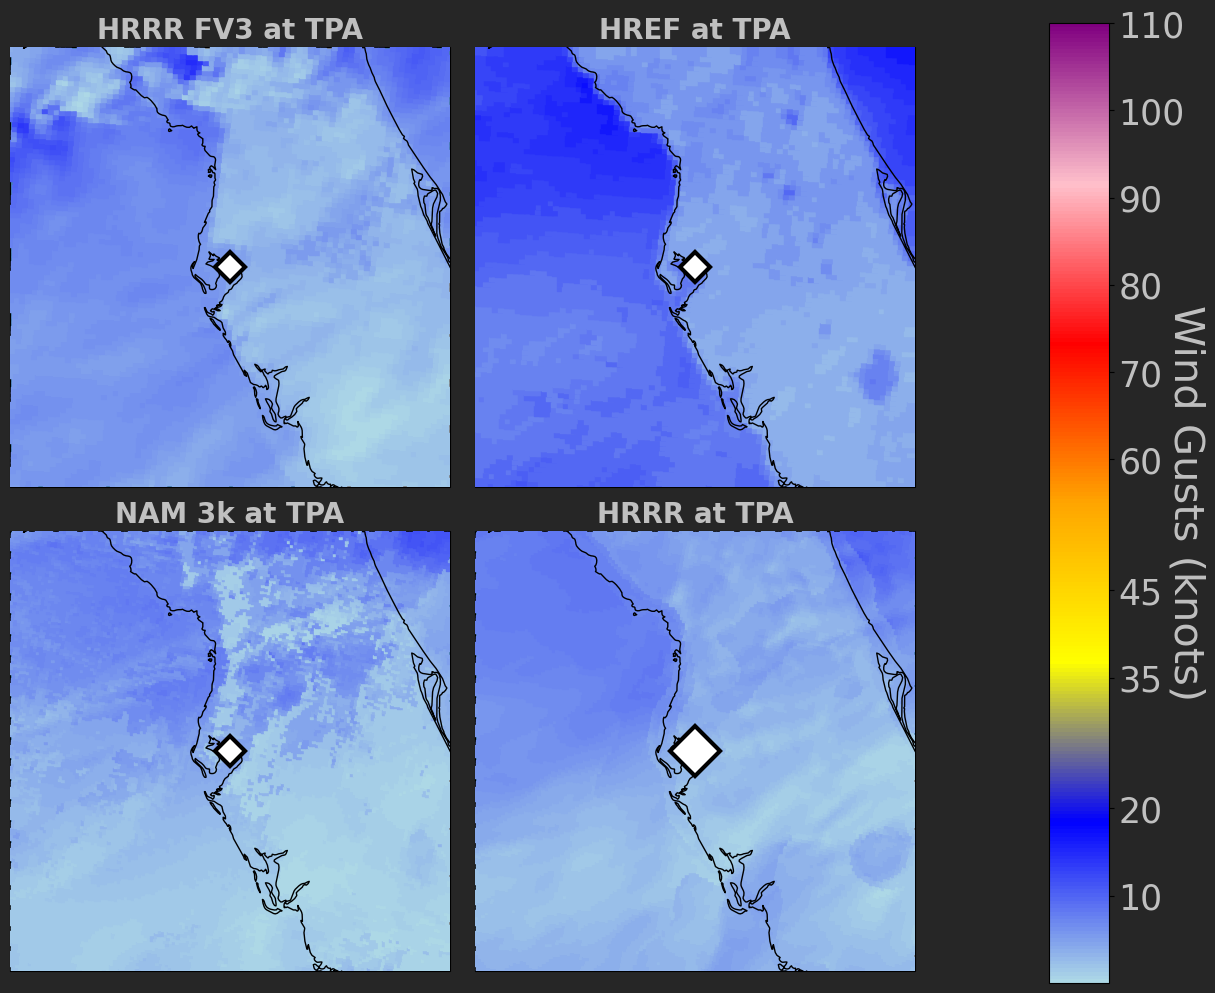 HRRR FV3 at TPA
HREF at TPA
NAM 3k at TPA
HRRR at TPA
110
100
90
80
70
60
45
35
20
10
Wind Gusts (knots)